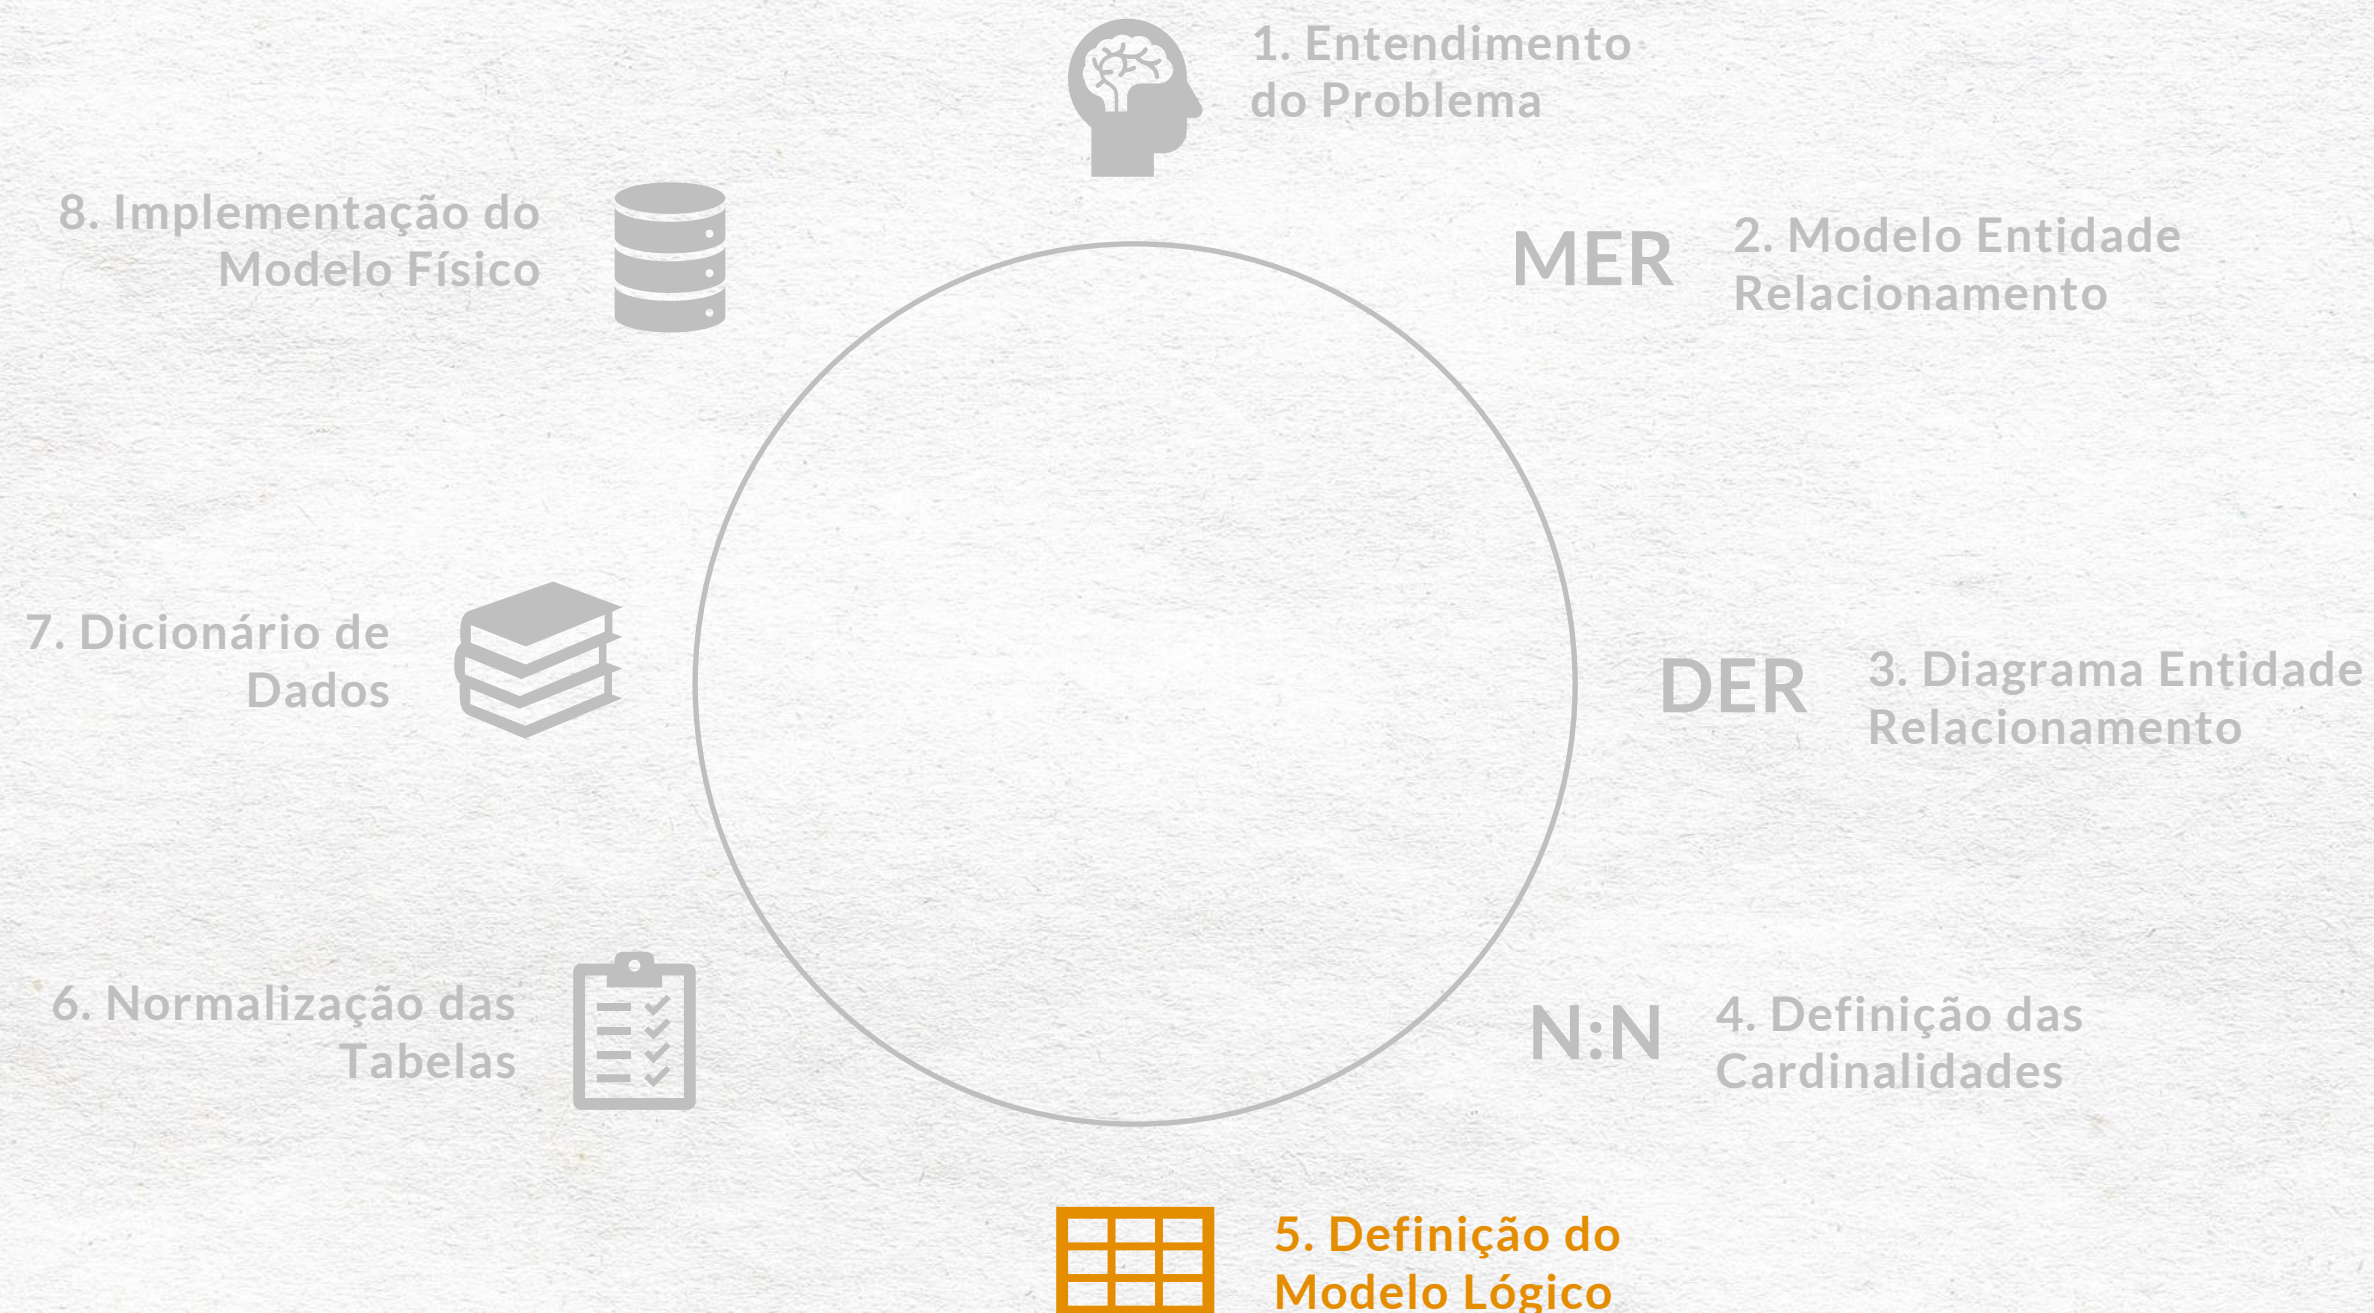 1. Entendimento
do Problema
MER
2. Modelo Entidade
Relacionamento
DER
3. Diagrama Entidade
Relacionamento
N:N
4. Definição das
Cardinalidades
5. Definição do
Modelo Lógico
6. Normalização das
Tabelas
7. Dicionário de
Dados
8. Implementação do
Modelo Físico